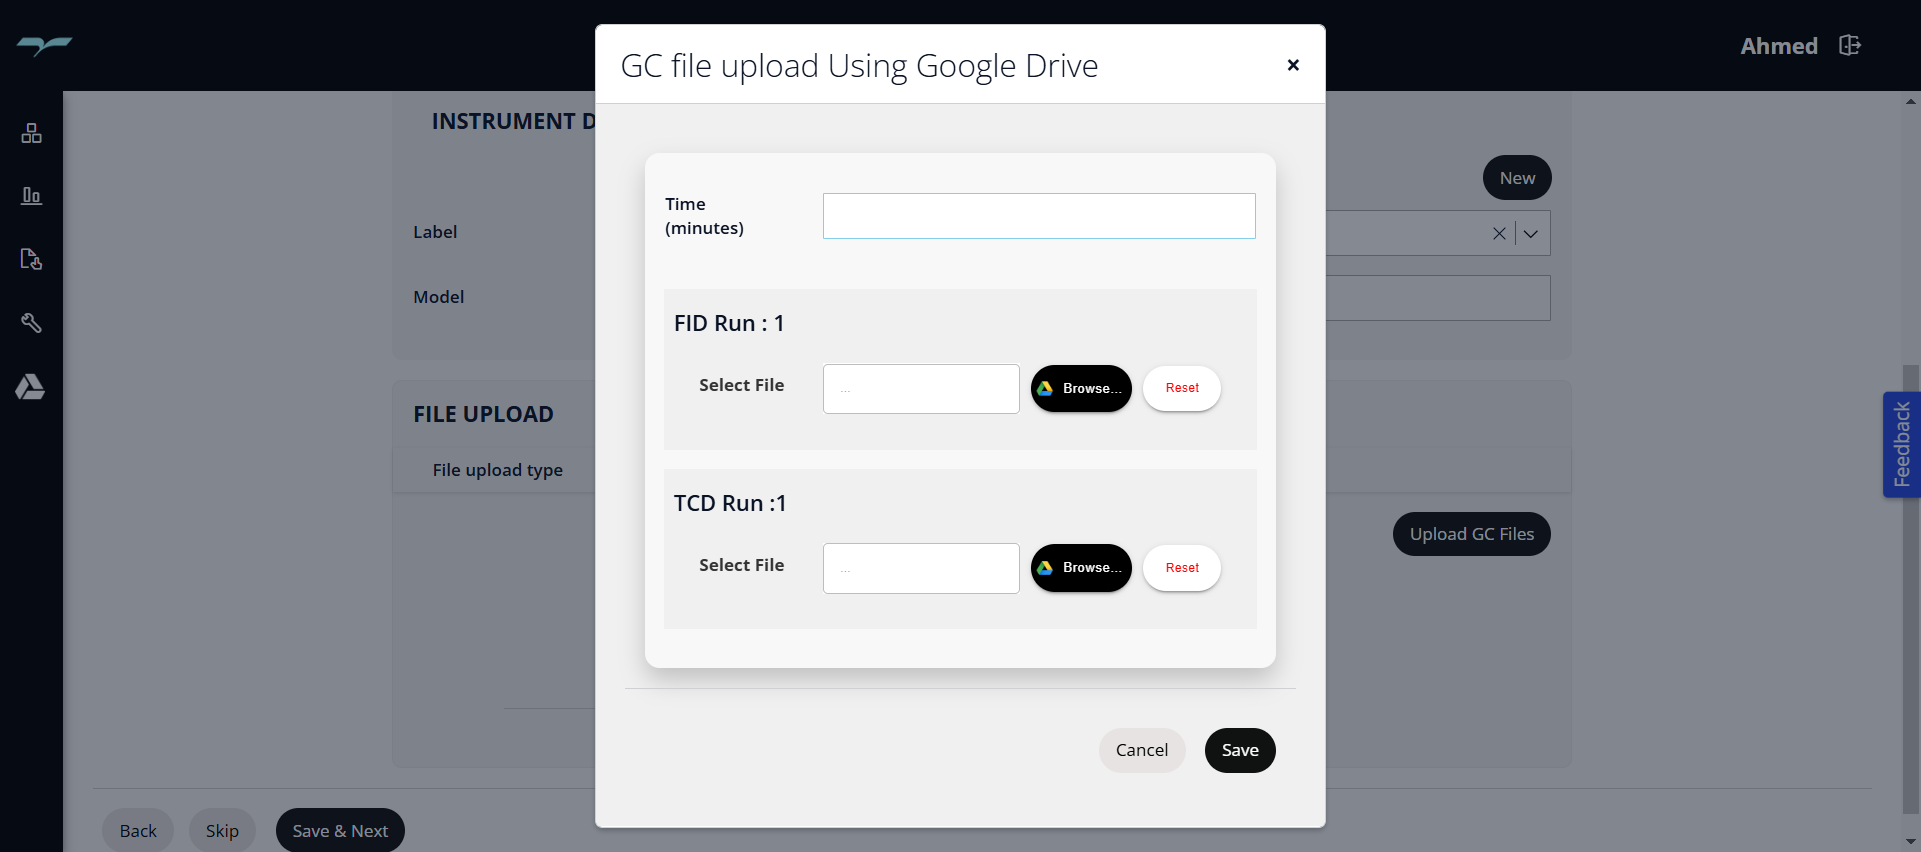 Ahmed
GC file upload Using Google Drive
×
INSTRUMENT D
New
Label
Model
Time
(minutes)
FID Run : 1
Select File
...
Browse...
Reset
TCD Run :1
Select File
...
Browse...
Reset
FILE UPLOAD
File upload type
Upload GC Files
Feedback
Cancel
Save
Back
Skip
Save & Next